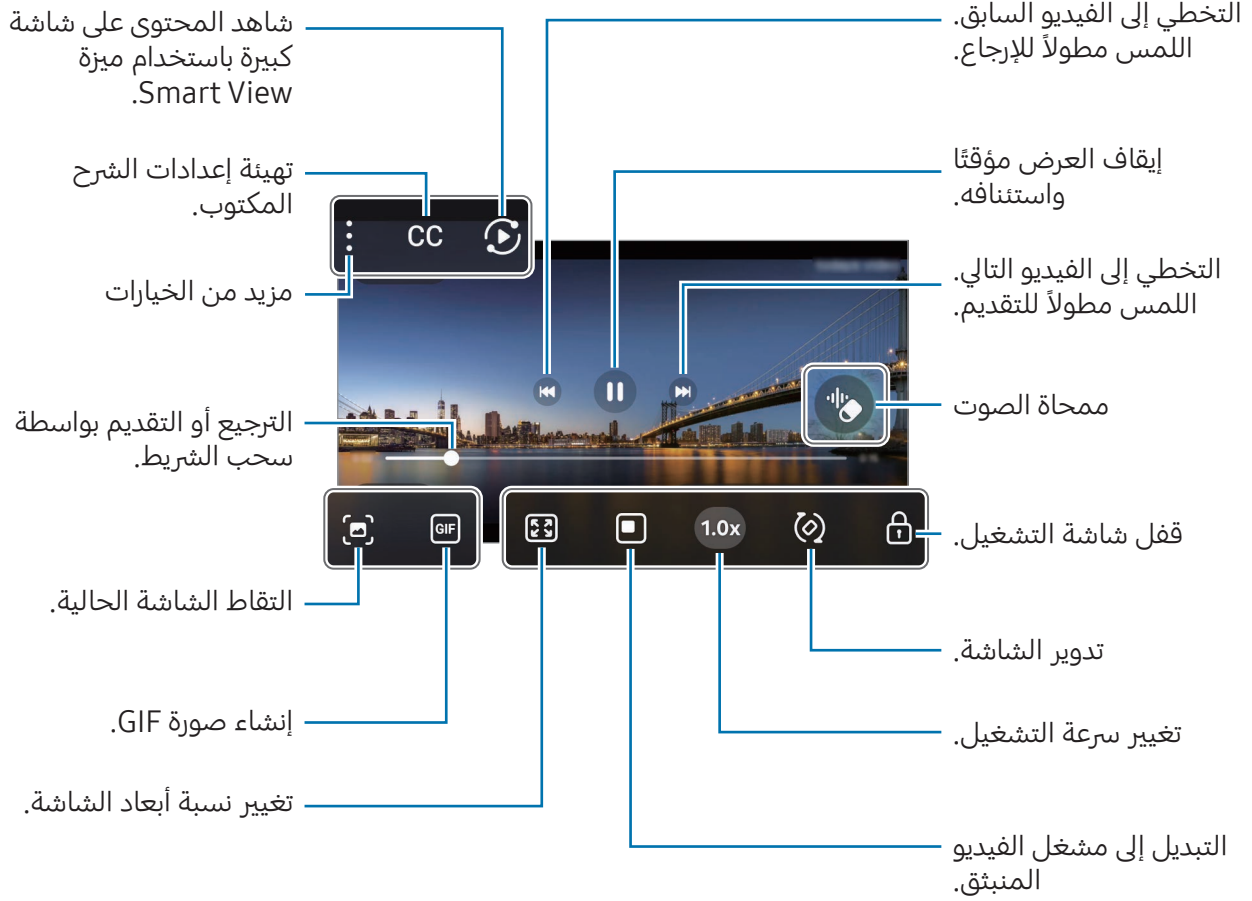 التخطي إلى الفيديو السابق.
اللمس مطولاً للإرجاع.
إيقاف العرض مؤقتًا
واستئنافه.
التخطي إلى الفيديو التالي.
اللمس مطولاً للتقديم.
ممحاة الصوت
قفل شاشة التشغيل.
تدوير الشاشة.
تغيير سرعة التشغيل.
التبديل إلى مشغل الفيديو
المنبثق.
شاهد المحتوى على شاشة
كبيرة باستخدام ميزة
Smart View.
تهيئة إعدادات الشرح
المكتوب.
مزيد من الخيارات
الترجيع أو التقديم بواسطة
سحب الشريط.
التقاط الشاشة الحالية.
إنشاء صورة GIF.
تغيير نسبة أبعاد الشاشة.
CC
GIF
1.0x